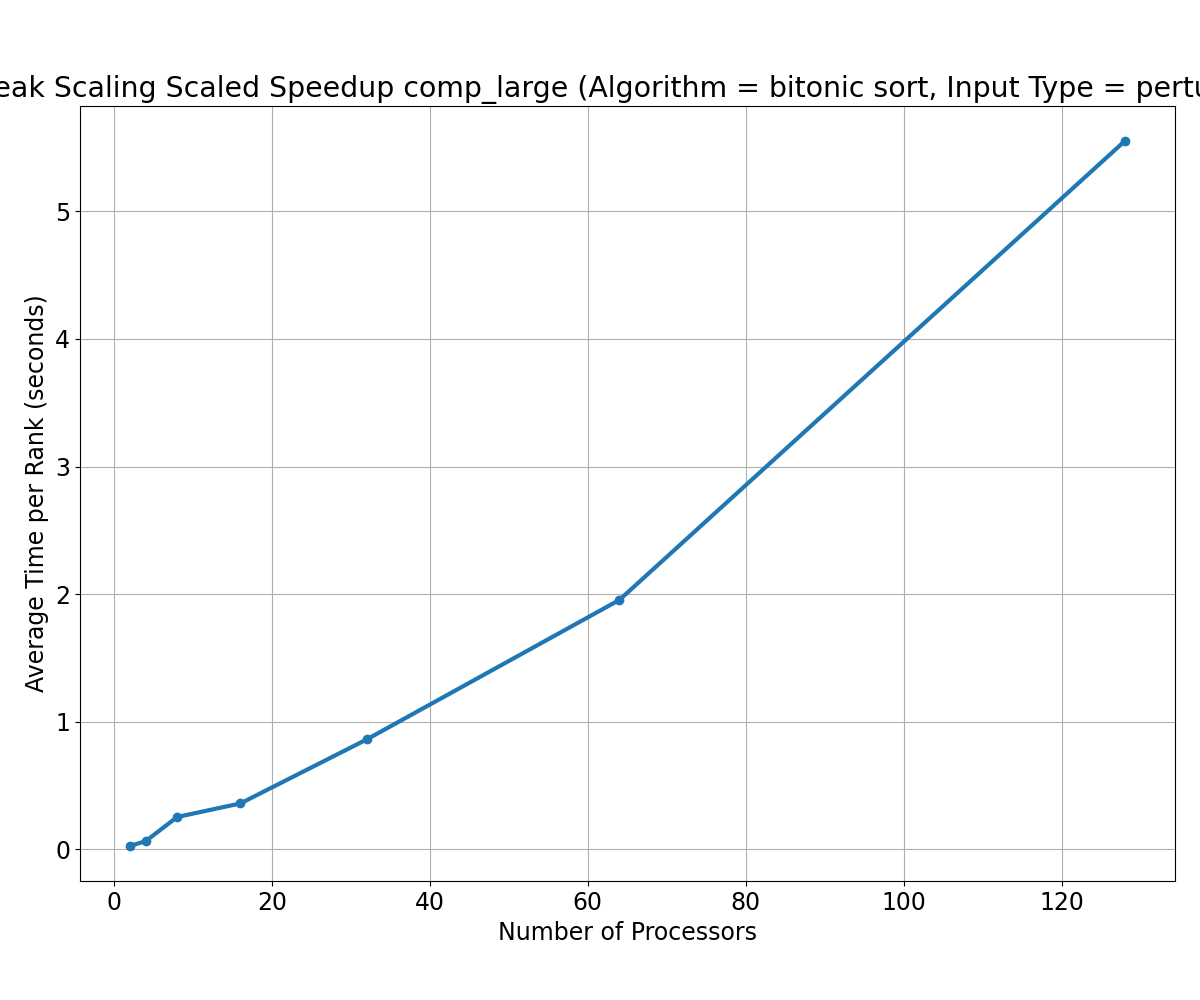 eak Scaling Scaled Speedup comp_large (Algorithm = bitonic sort, Input Type = pertu
Average Time per Rank (seconds)
5
4
3
2
1
0
0 20 40 60 80 100 120
Number of Processors